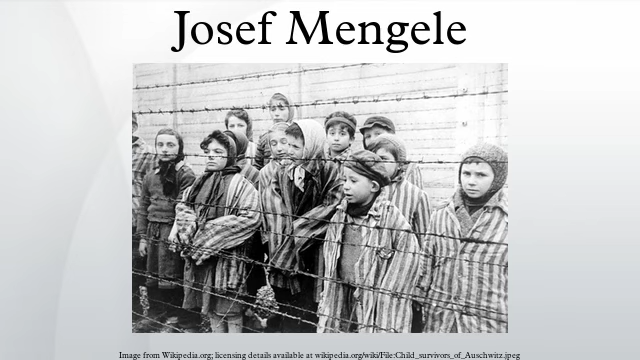 Josef Mengele
Image from Wikipedia.org; licensing details available at wikipedia.org/wiki/File:Child_survivors_of_Auschwitz.jpeg